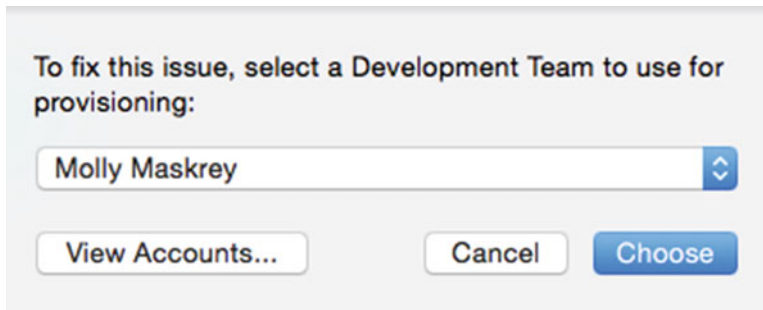 To fix this issue, select a Development Team to use for
provisioning:
Molly Maskrey
View Accounts...
Cancel
Choose